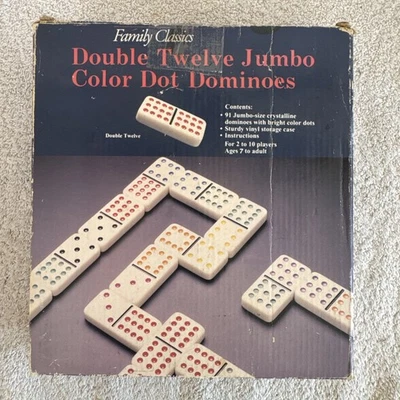 Family Classics
Double Twelve Jumbo
Color Dot Dominoes
Contents:
• 91 Jumbo-size crystalline
dominoes with bright color dots
• Sturdy vinyl storage case
• Instructions
For 2 to 10 players
Ages 7 to adult
Double Twelve